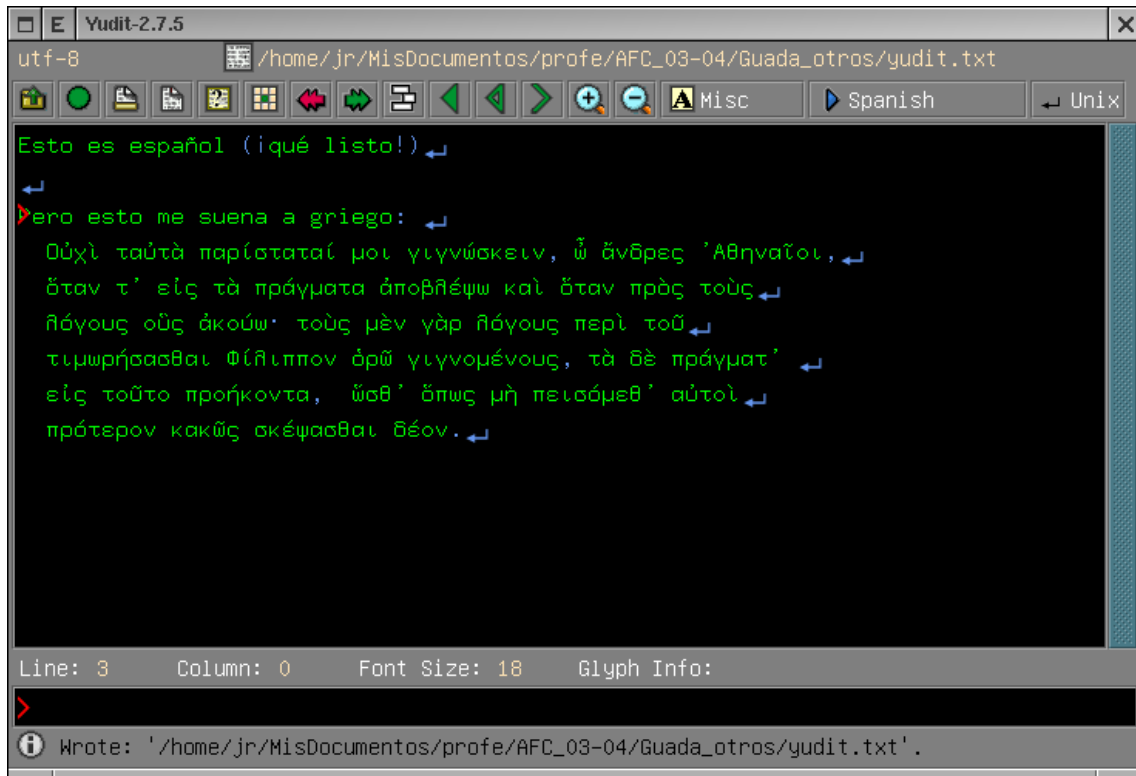 E Yudit-2.7.5
utf-8 /home/jr/MisDocumentos/profe/AFC_03-04/Guada_otros/yudit.txt
A Misc Spanish Unix
Esto es español (¡qué listo!)
Pero esto me suena a griego:
Οὐχὶ ταὐτὰ παρίσταταί μοι γιγνώσκειν, ὦ ἄνδρες ᾿Αθηναῖοι,
ὅταν τ᾿ εἰς τὰ πράγματα ἀποβλέψω καὶ ὅταν πρὸς τοὺς
λόγους οὓς ἀκούω· τοὺς μὲν γὰρ λόγους περὶ τοῦ
τιμωρήσασθαι Φίλιππον ὁρῶ γιγνομένους, τὰ δὲ πράγματ᾿
εἰς τοῦτο προήκοντα, ὥσθ᾿ ὅπως μὴ πεισόμεθ᾿ αὐτοὶ
πρότερον κακῶς σκέψασθαι δέον.
Line: 3 Column: 0 Font Size: 18 Glyph Info:
Wrote: '/home/jr/MisDocumentos/profe/AFC_03-04/Guada_otros/yudit.txt'.